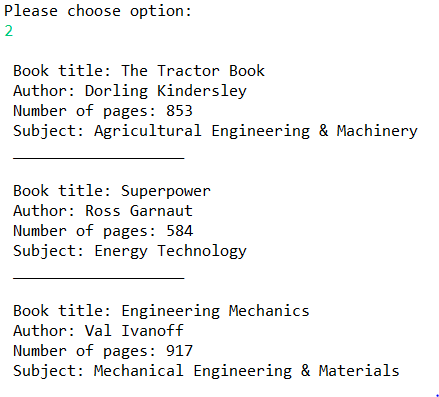 Please choose option:
2
Book title: The Tractor Book
Author: Dorling Kindersley
Number of pages: 853
Subject: Agricultural Engineering & Machinery
___________________
Book title: Superpower
Author: Ross Garnaut
Number of pages: 584
Subject: Energy Technology
___________________
Book title: Engineering Mechanics
Author: Val Ivanoff
Number of pages: 917
Subject: Mechanical Engineering & Materials
.